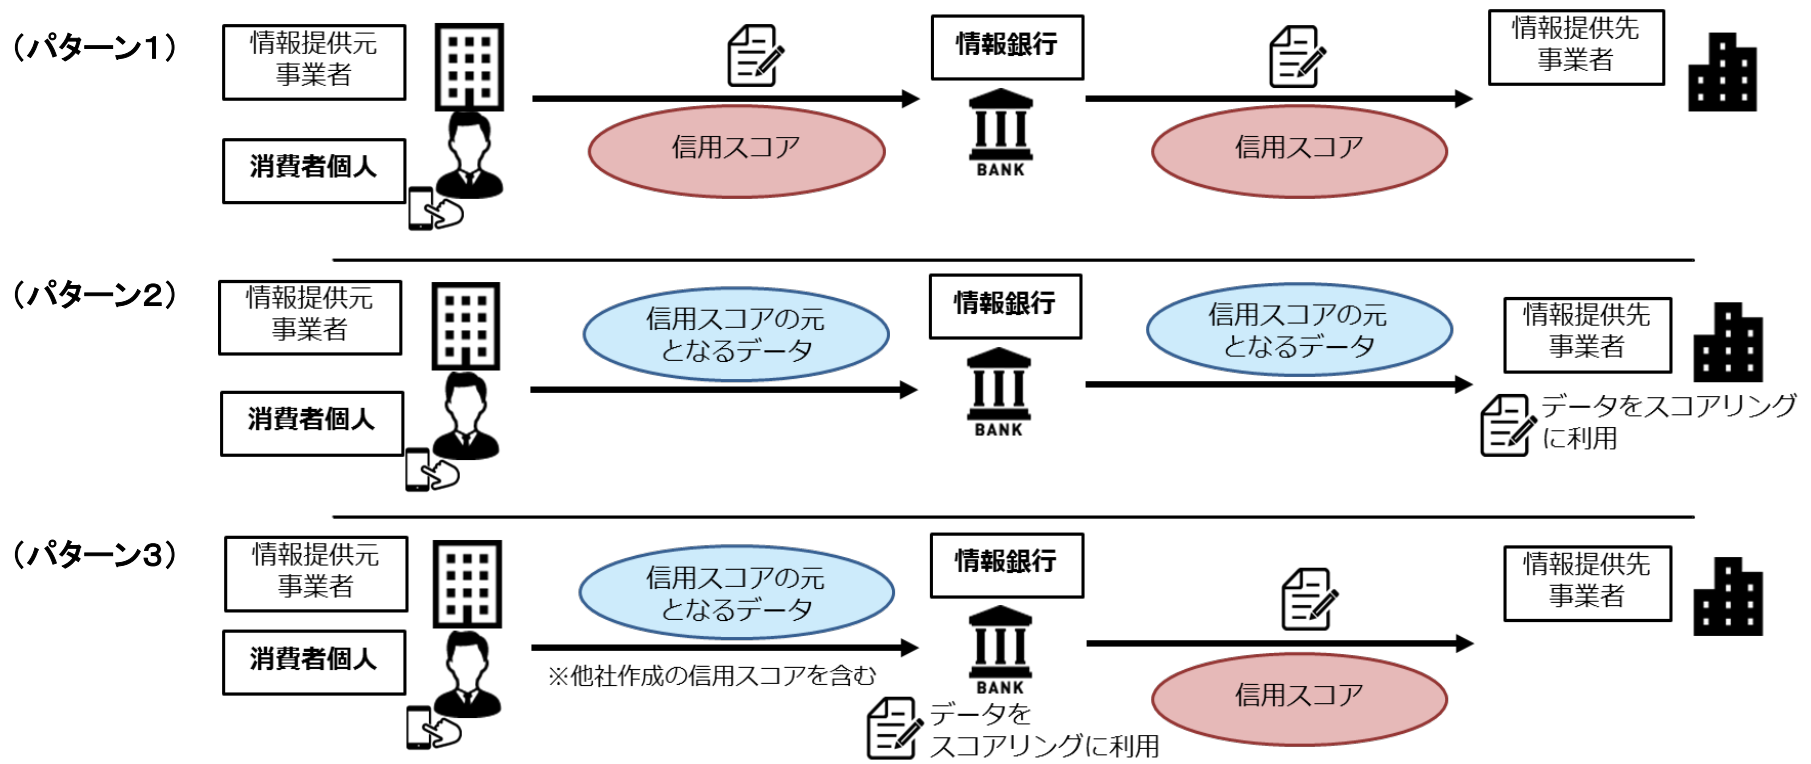 （パターン１）
情報提供元
事業者
消費者個人
信用スコア
情報銀行
BANK
信用スコア
情報提供先
事業者
（パターン２）
情報提供元
事業者
消費者個人
信用スコアの元
となるデータ
情報銀行
BANK
信用スコアの元
となるデータ
情報提供先
事業者
データをスコアリング
に利用
（パターン３）
情報提供元
事業者
消費者個人
信用スコアの元
となるデータ
※他社作成の信用スコアを含む
情報銀行
BANK
データを
スコアリングに利用
信用スコア
情報提供先
事業者